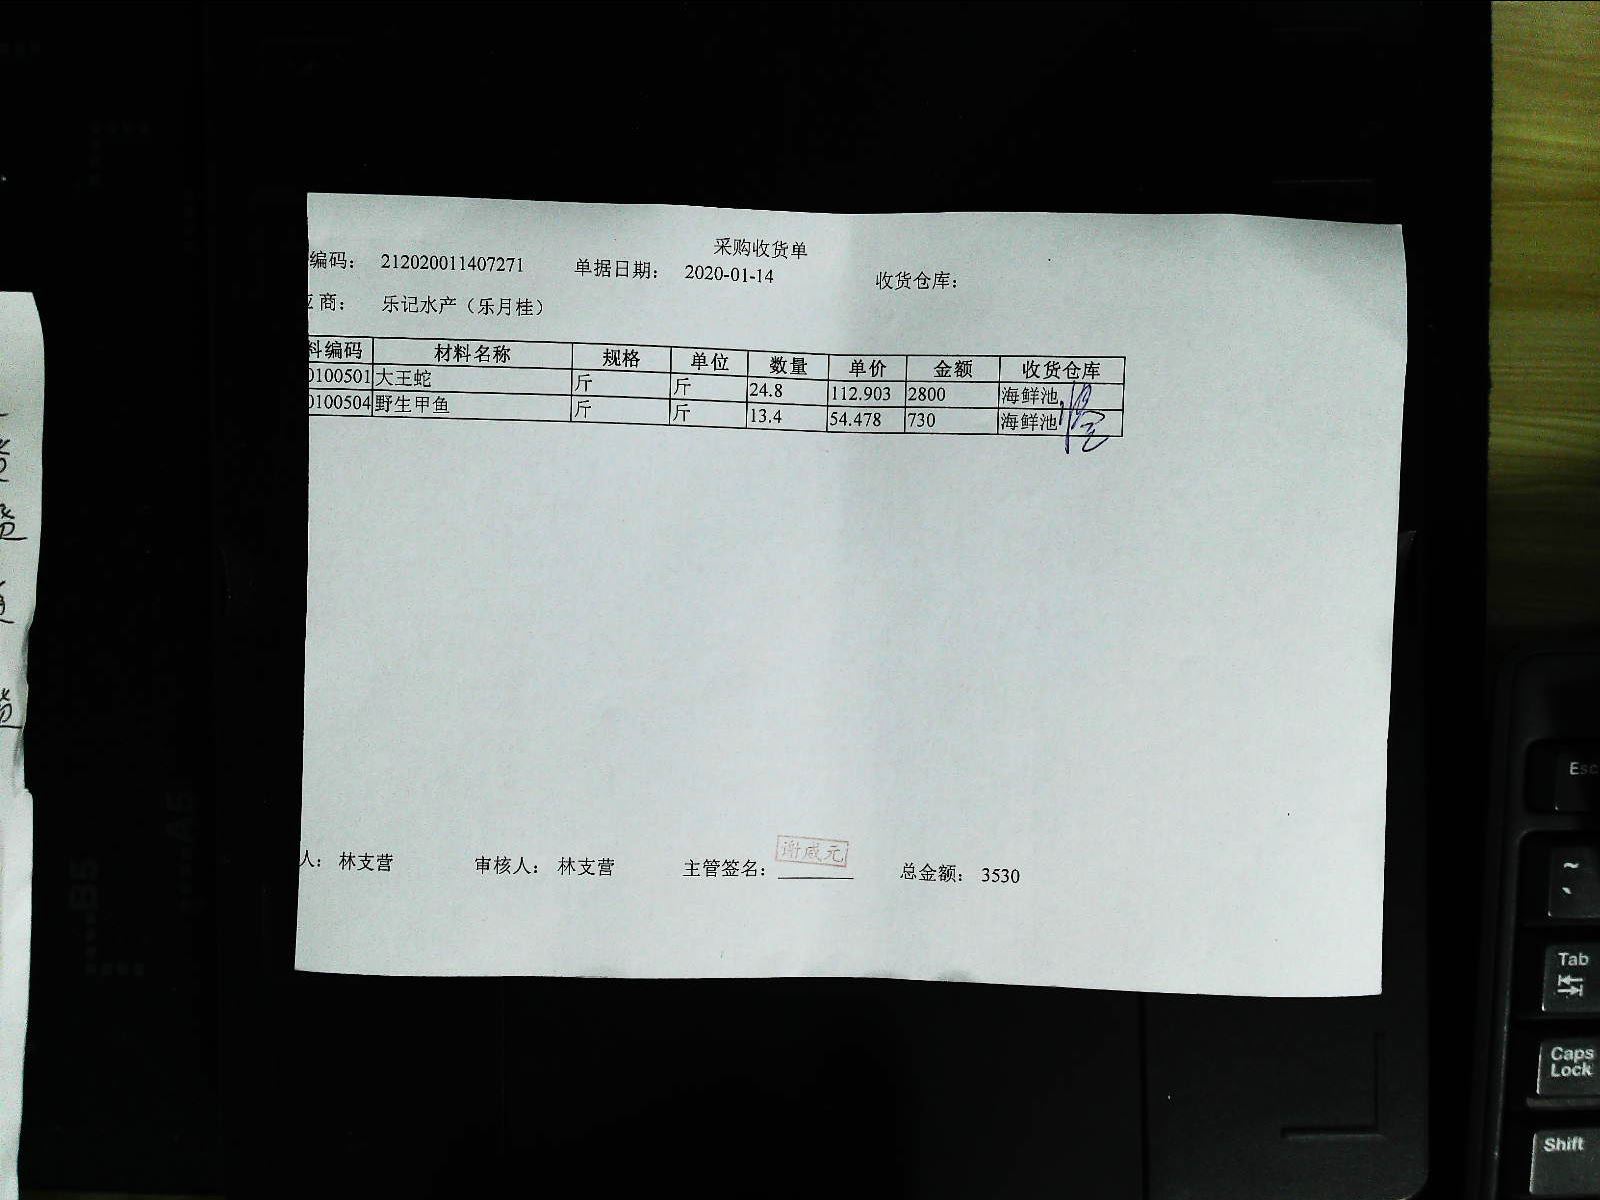 采购收货单
编码： 212020011407271 单据日期： 2020-01-14 收货仓库：
商： 乐记水产（乐月桂）
料编码 材料名称 规格 单位 数量 单价 金额 收货仓库
0100501 大王蛇 斤 斤 24.8 112.903 2800 海鲜池
0100504 野生甲鱼 斤 斤 13.4 54.478 730 海鲜池
人： 林支营 审核人： 林支营 主管签名： 谢咸元 总金额： 3530
B5
A5
Esc
~
`
Tab
Caps
Lock
Shift